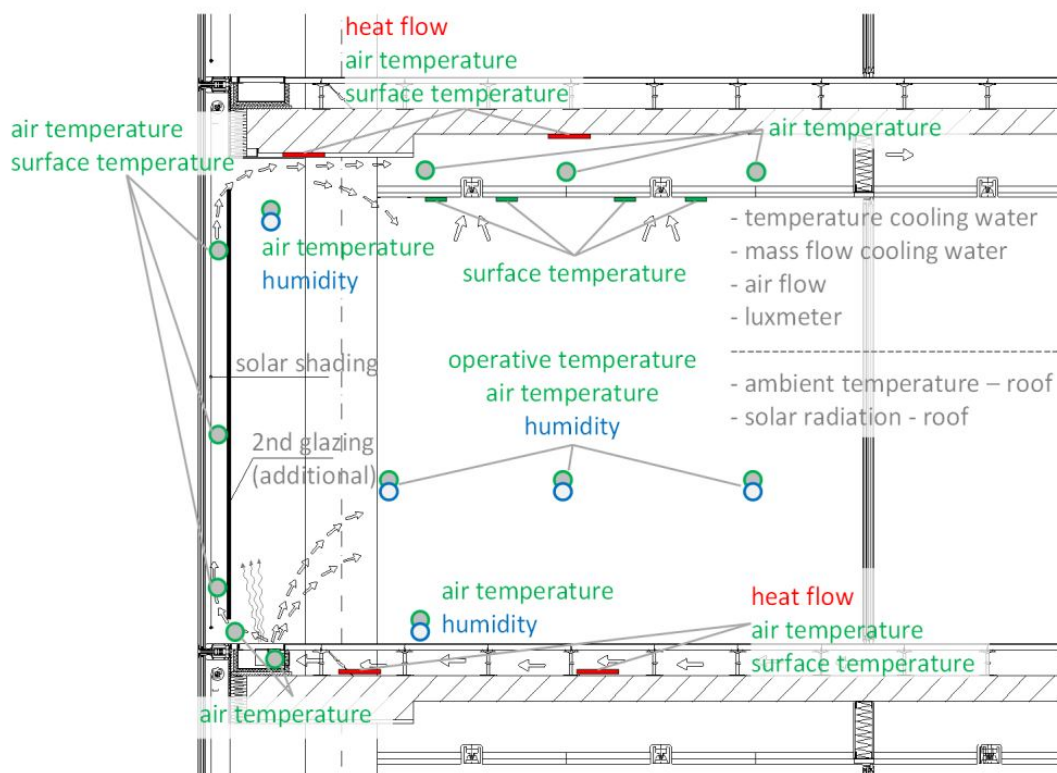 heat flow
air temperature
surface temperature
air temperature
surface temperature
air temperature
air temperature
humidity
surface temperature
- temperature cooling water
- mass flow cooling water
- air flow
- luxmeter
--------------------------------
- ambient temperature – roof
- solar radiation - roof
solar shading
operative temperature
air temperature
humidity
2nd glazing
(additional)
air temperature
humidity
heat flow
air temperature
surface temperature
air temperature